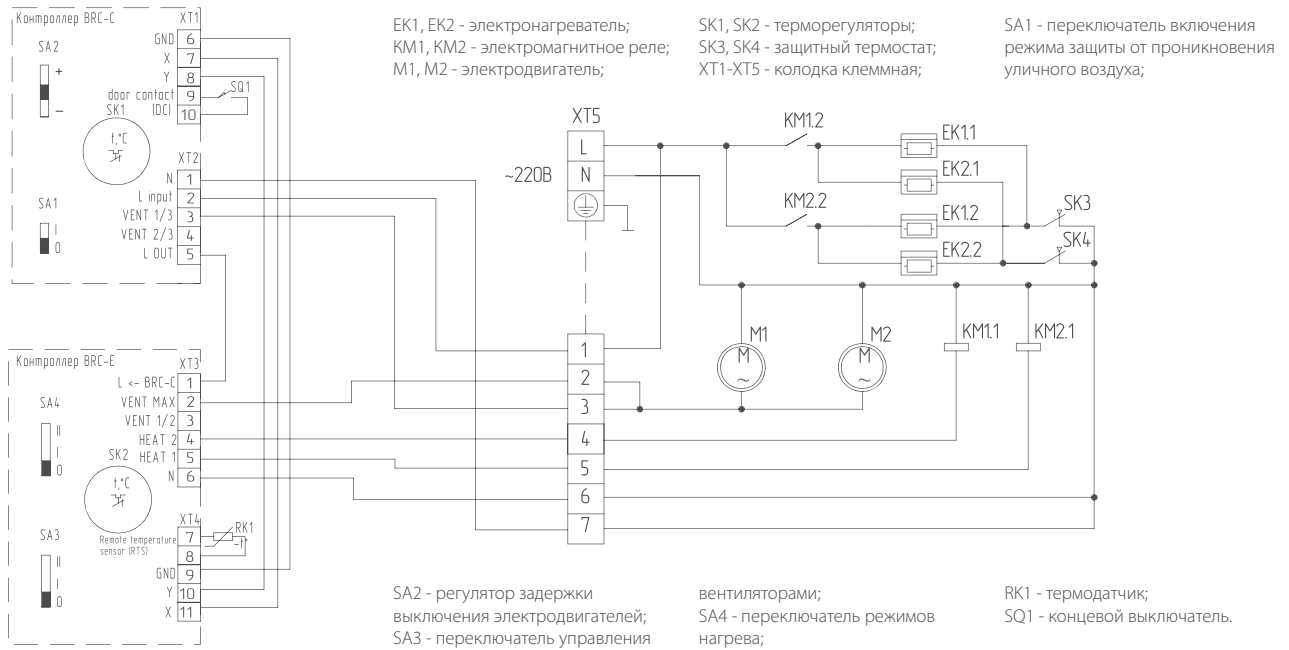 Контроллер BRC-C
XT1
GND 6
X 7
Y 8
door contact 9
(DC) 10
SQ1
SA2
+
–
SK1
t,°C
XT2
N 1
L input 2
VENT 1/3 3
VENT 2/3 4
L OUT 5
SA1
I
0
Контроллер BRC-E
XT3
L <- BRC-C 1
VENT MAX 2
VENT 1/2 3
HEAT 2 4
HEAT 1 5
N 6
SA4
II
I
0
SK2
t,°C
XT4
7
8
GND 9
Y 10
X 11
RK1
-t°
Remote temperature
sensor (RTS)
SA3
II
I
0
EK1, EK2 - электронагреватель;
KM1, KM2 - электромагнитное реле;
M1, M2 - электродвигатель;
SK1, SK2 - терморегуляторы;
SK3, SK4 - защитный термостат;
XT1-XT5 - колодка клеммная;
SA1 - переключатель включения
режима защиты от проникновения
уличного воздуха;
XT5
~220В
L
N
1
2
3
4
5
6
7
KM1.2
KM2.2
EK1.1
EK2.1
EK1.2
EK2.2
SK3
SK4
M1
M
~
M2
M
~
KM1.1
KM2.1
SA2 - регулятор задержки
выключения электродвигателей;
SA3 - переключатель управления
вентиляторами;
SA4 - переключатель режимов
нагрева;
RK1 - термодатчик;
SQ1 - концевой выключатель.